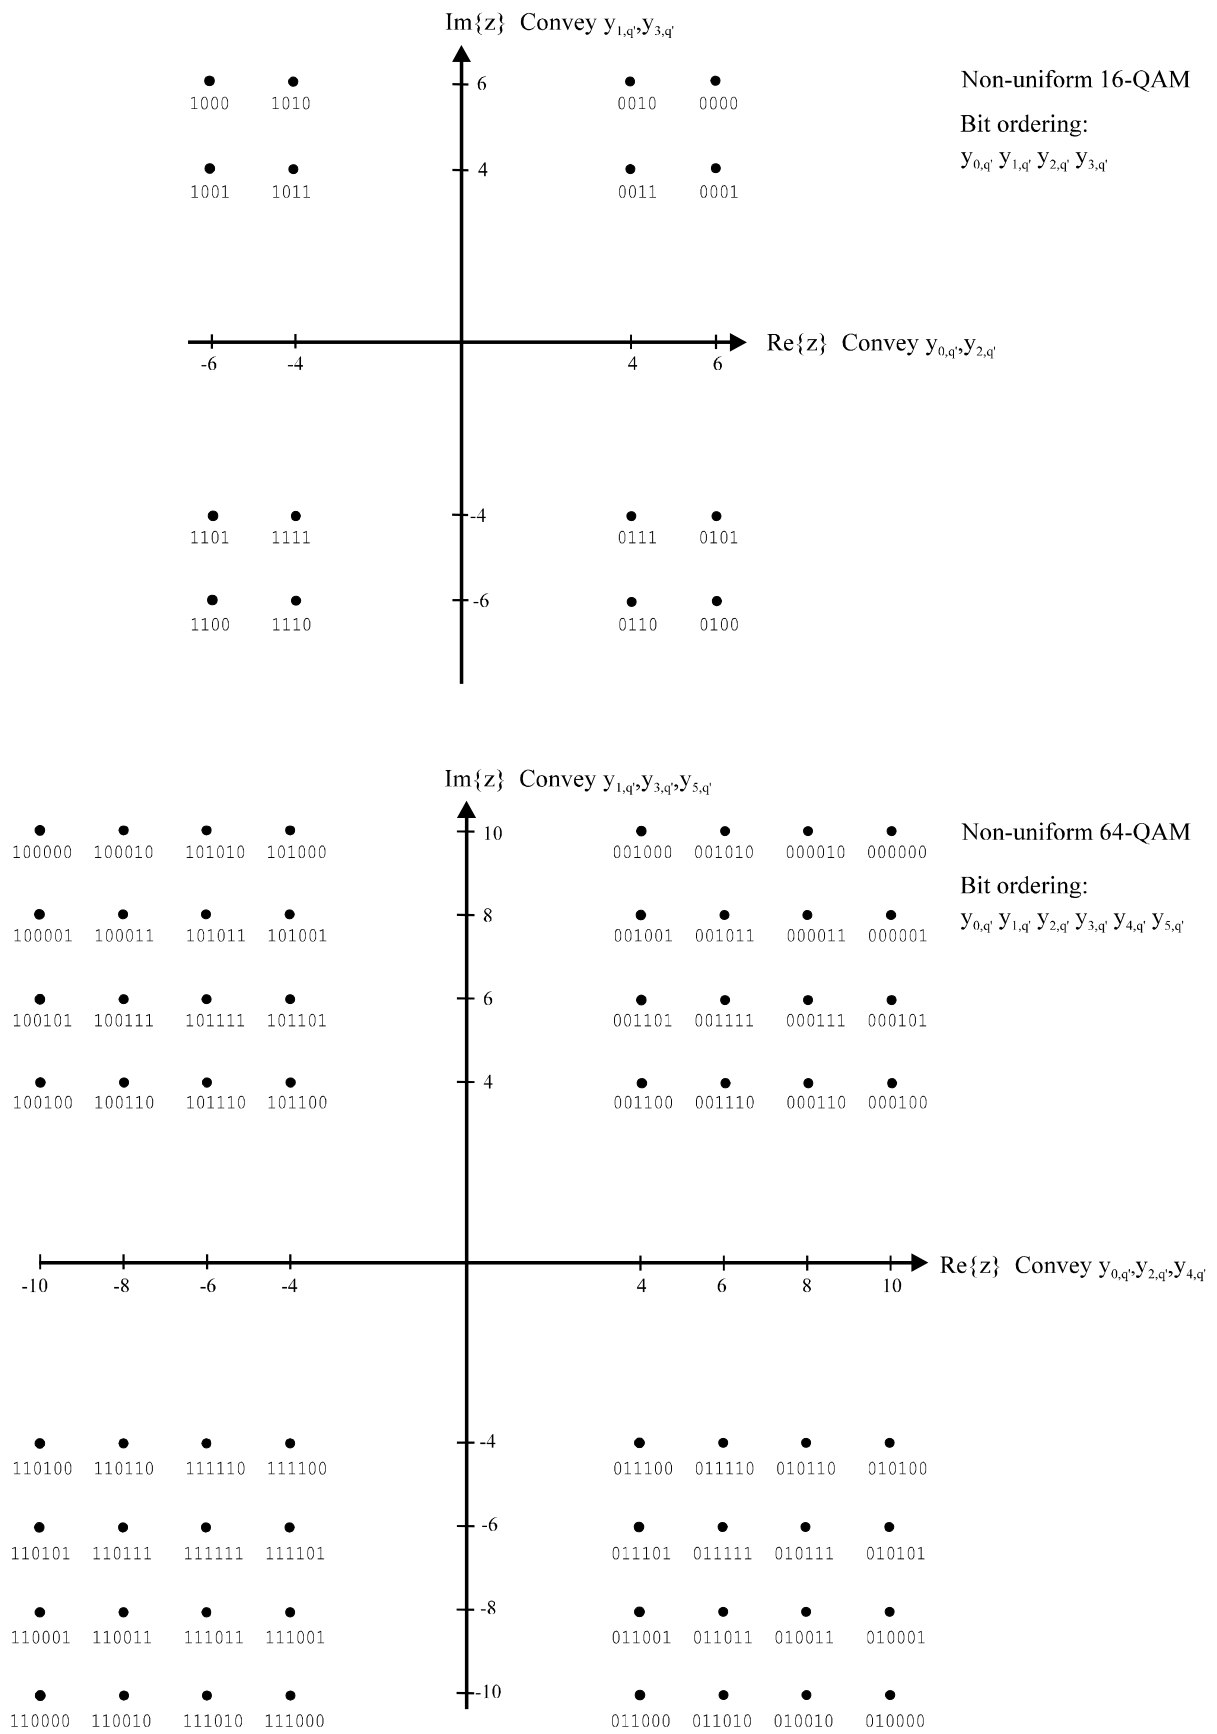 Im{z} Convey y1,q',y3,q'
6
Non-uniform 16-QAM
1000 1010 0010 0000
Bit ordering:
y0,q' y1,q' y2,q' y3,q'
4
1001 1011 0011 0001
Re{z} Convey y0,q',y2,q'
-6 -4 4 6
-4
1101 1111 0111 0101
-6
1100 1110 0110 0100
Im{z} Convey y1,q',y3,q',y5,q'
10
Non-uniform 64-QAM
100000 100010 101010 101000 001000 001010 000010 000000
Bit ordering:
8
y0,q' y1,q' y2,q' y3,q' y4,q' y5,q'
100001 100011 101011 101001 001001 001011 000011 000001
6
100101 100111 101111 101101 001101 001111 000111 000101
4
100100 100110 101110 101100 001100 001110 000110 000100
Re{z} Convey y0,q',y2,q',y4,q'
-10 -8 -6 -4 4 6 8 10
-4
110100 110110 111110 111100 011100 011110 010110 010100
-6
110101 110111 111111 111101 011101 011111 010111 010101
-8
110001 110011 111011 111001 011001 011011 010011 010001
-10
110000 110010 111010 111000 011000 011010 010010 010000